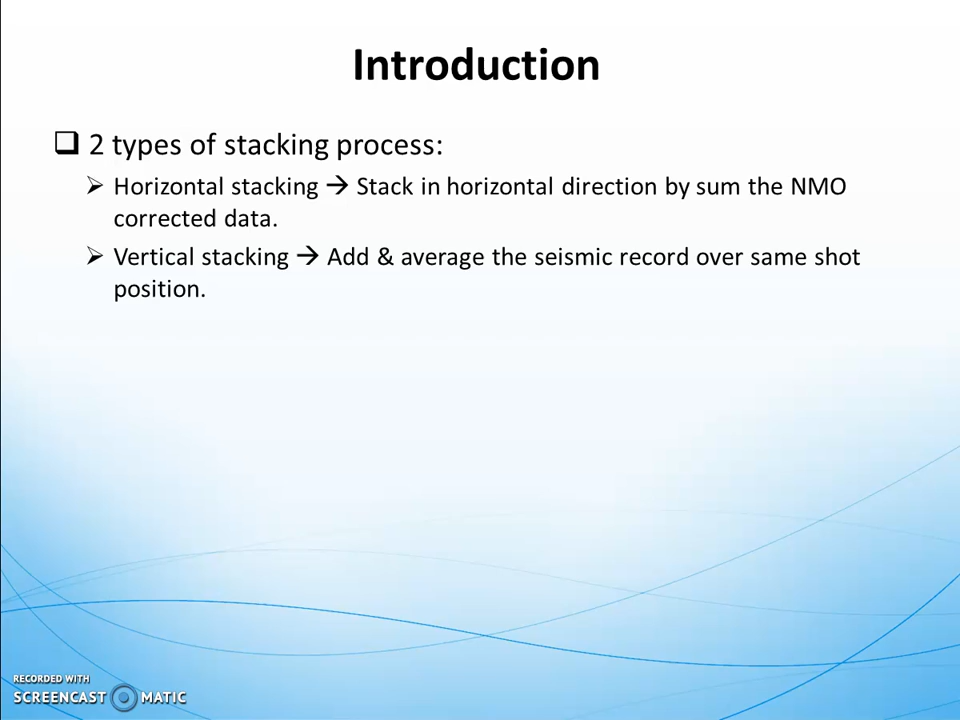 Introduction
❑ 2 types of stacking process:
➢ Horizontal stacking → Stack in horizontal direction by sum the NMO
corrected data.
➢ Vertical stacking → Add & average the seismic record over same shot
position.
RECORDED WITH
SCREENCAST MATIC